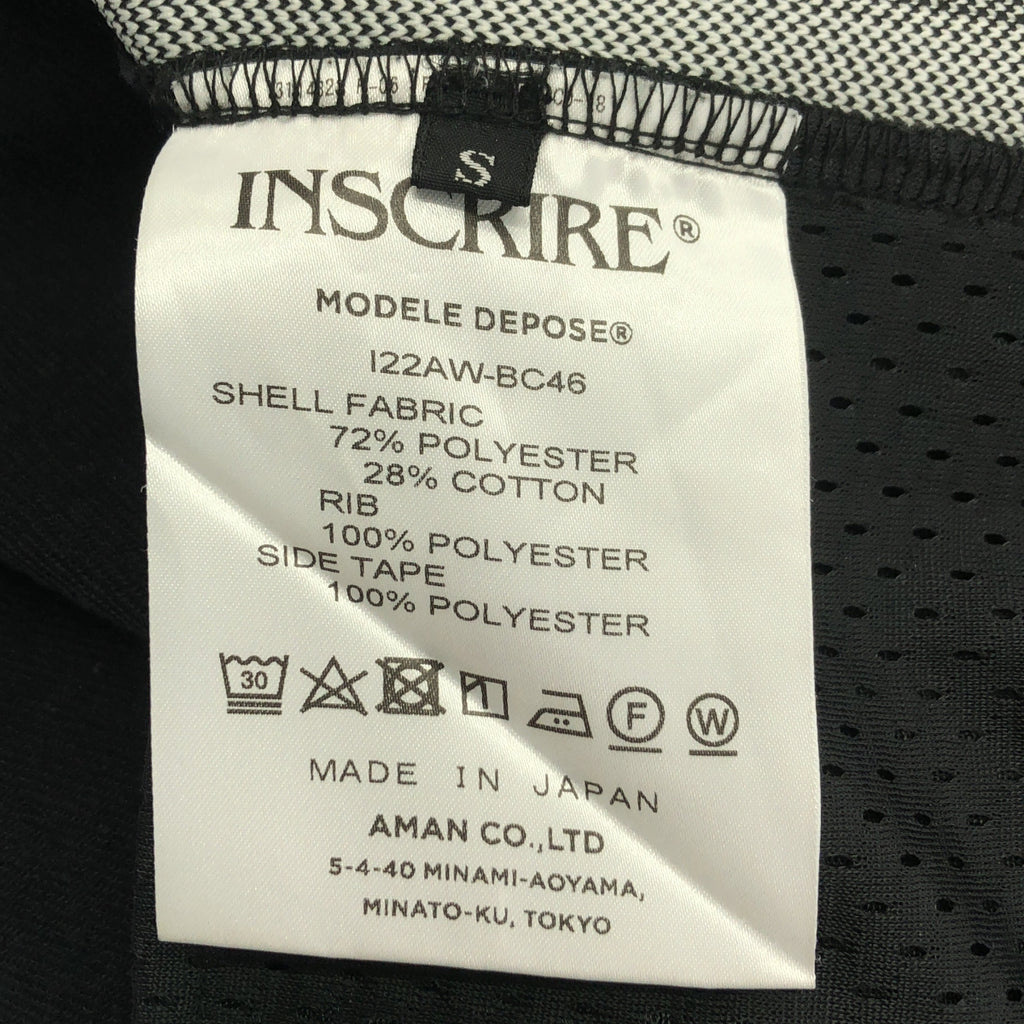 S
INSCRIRE®
MODELE DEPOSE®
I22AW-BC46
SHELL FABRIC
72% POLYESTER
28% COTTON
RIB
100% POLYESTER
SIDE TAPE
100% POLYESTER
30
1
F
W
MADE IN JAPAN
AMAN CO.,LTD
5-4-40 MINAMI-AOYAMA,
MINATO-KU, TOKYO